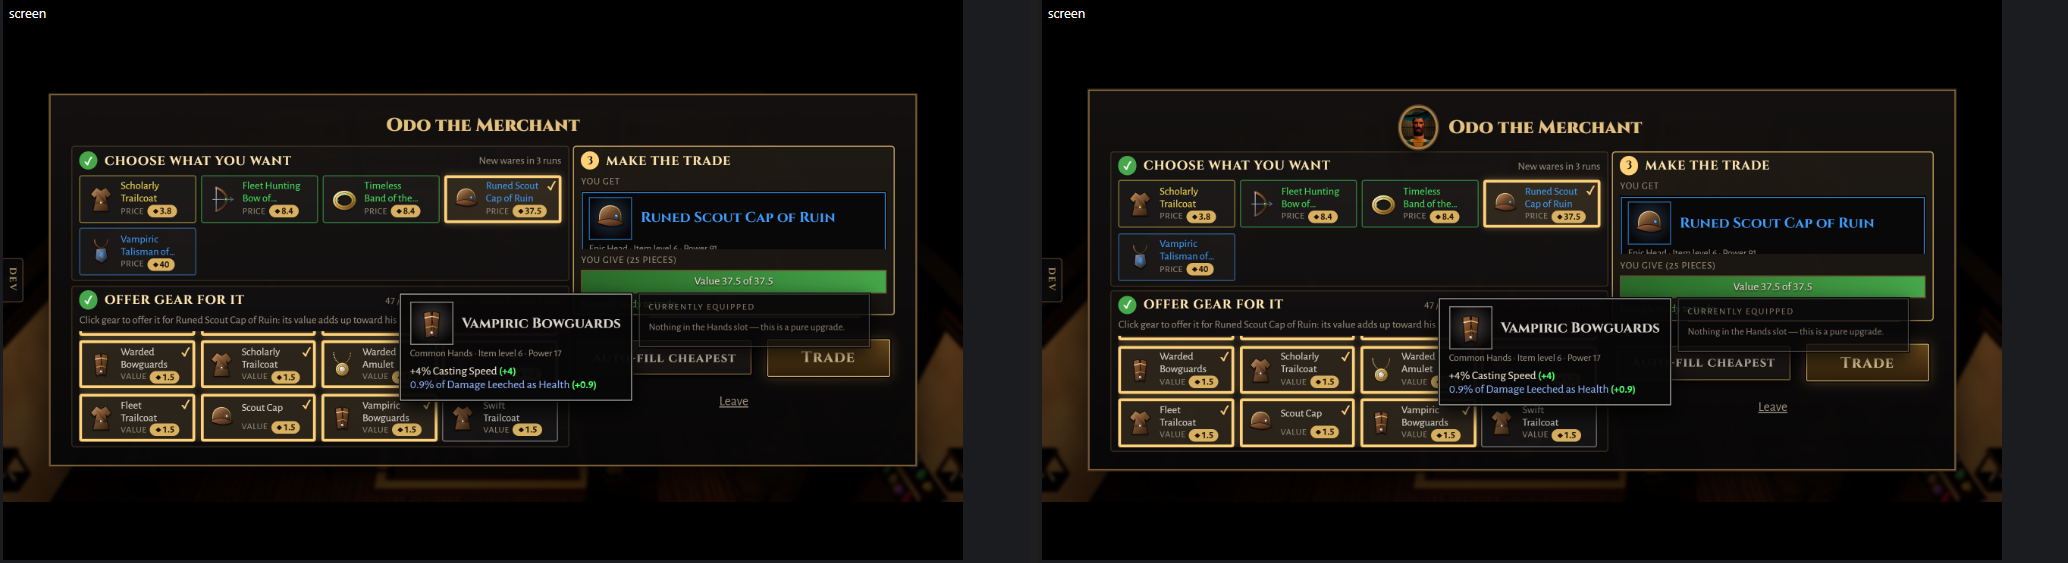 screen
ODO THE MERCHANT
CHOOSE WHAT YOU WANT
New wares in 3 runs
Scholarly
Trailcoat
PRICE 3.8
Fleet Hunting
Bow of...
PRICE 8.4
Timeless
Band of the...
PRICE 8.4
Runed Scout
Cap of Ruin
PRICE 37.5
Vampiric
Talisman of...
PRICE 40
3 MAKE THE TRADE
YOU GET
RUNED SCOUT CAP OF RUIN
Epic Head · Item level 6 · Power 91
YOU GIVE (25 PIECES)
Value 37.5 of 37.5
DEV
OFFER GEAR FOR IT
47 /
Click gear to offer it for Runed Scout Cap of Ruin: its value adds up toward his
Warded
Bowguards
VALUE 1.5
Scholarly
Trailcoat
VALUE 1.5
Warded
Amulet
VALUE
Fleet
Trailcoat
VALUE 1.5
Scout Cap
VALUE 1.5
Vampiric
Bowguards
VALUE 1.5
Swift
Trailcoat
VALUE 1.5
VAMPIRIC BOWGUARDS
Common Hands · Item level 6 · Power 17
+4% Casting Speed (+4)
0.9% of Damage Leeched as Health (+0.9)
CURRENTLY EQUIPPED
Nothing in the Hands slot — this is a pure upgrade.
-FILL CHEAPEST
TRADE
Leave
screen
ODO THE MERCHANT
CHOOSE WHAT YOU WANT
New wares in 3 runs
Scholarly
Trailcoat
PRICE 3.8
Fleet Hunting
Bow of...
PRICE 8.4
Timeless
Band of the...
PRICE 8.4
Runed Scout
Cap of Ruin
PRICE 37.5
Vampiric
Talisman of...
PRICE 40
3 MAKE THE TRADE
YOU GET
RUNED SCOUT CAP OF RUIN
Epic Head · Item level 6 · Power 91
YOU GIVE (25 PIECES)
Value 37.5 of 37.5
DEV
OFFER GEAR FOR IT
47 /
Click gear to offer it for Runed Scout Cap of Ruin: its value adds up toward his
Warded
Bowguards
VALUE 1.5
Scholarly
Trailcoat
VALUE 1.5
Warded
Amulet
VALUE
Fleet
Trailcoat
VALUE 1.5
Scout Cap
VALUE 1.5
Vampiric
Bowguards
VALUE 1.5
Swift
Trailcoat
VALUE 1.5
VAMPIRIC BOWGUARDS
Common Hands · Item level 6 · Power 17
+4% Casting Speed (+4)
0.9% of Damage Leeched as Health (+0.9)
CURRENTLY EQUIPPED
Nothing in the Hands slot — this is a pure upgrade.
-FILL CHEAPEST
TRADE
Leave